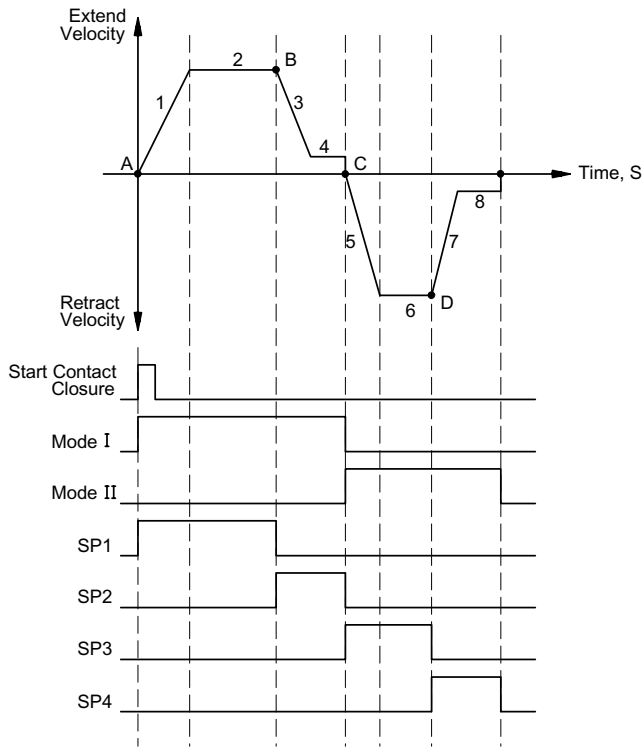 Extend
Velocity
2
B
1
3
4
A
C
Time, S
8
5
7
6
D
Retract
Velocity
Start Contact
Closure
Mode I
Mode II
SP1
SP2
SP3
SP4